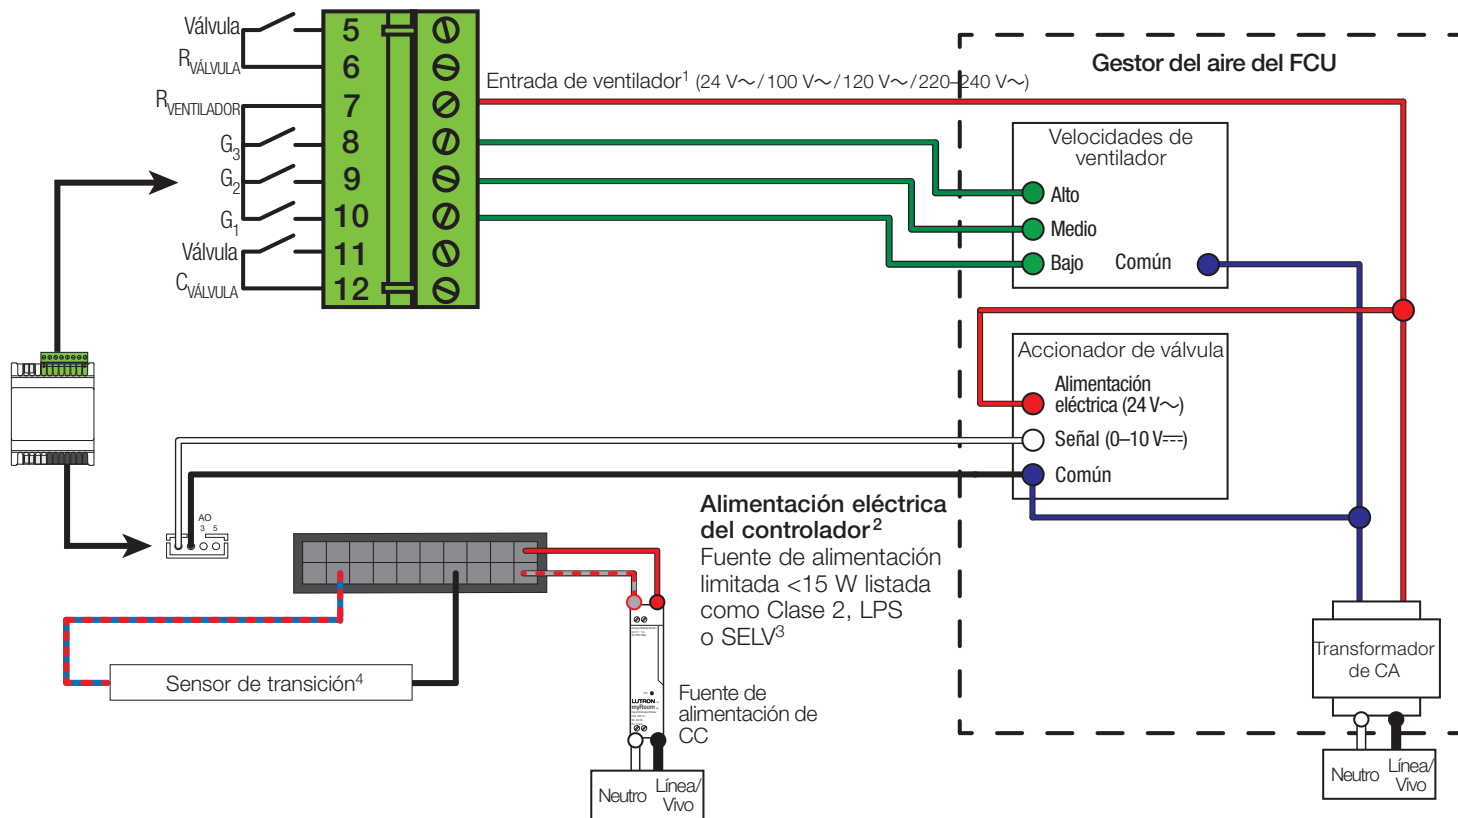 Válvula
5
R VÁLVULA
6
R VENTILADOR
7
G3
8
G2
9
G1
10
Válvula
11
C VÁLVULA
12
Entrada de ventilador¹ (24 V~/100 V~/120 V~/220–240 V~)
Gestor del aire del FCU
Velocidades de
ventilador
Alto
Medio
Bajo
Común
Accionador de válvula
Alimentación
eléctrica (24 V~)
Señal (0–10 V⎓)
Común
AO
3 5
Alimentación eléctrica
del controlador²
Fuente de alimentación
limitada <15 W listada
como Clase 2, LPS
o SELV³
Sensor de transición⁴
LUTRON
myRoom
Fuente de
alimentación de
CC
Neutro
Línea/
Vivo
Transformador
de CA
Neutro
Línea/
Vivo